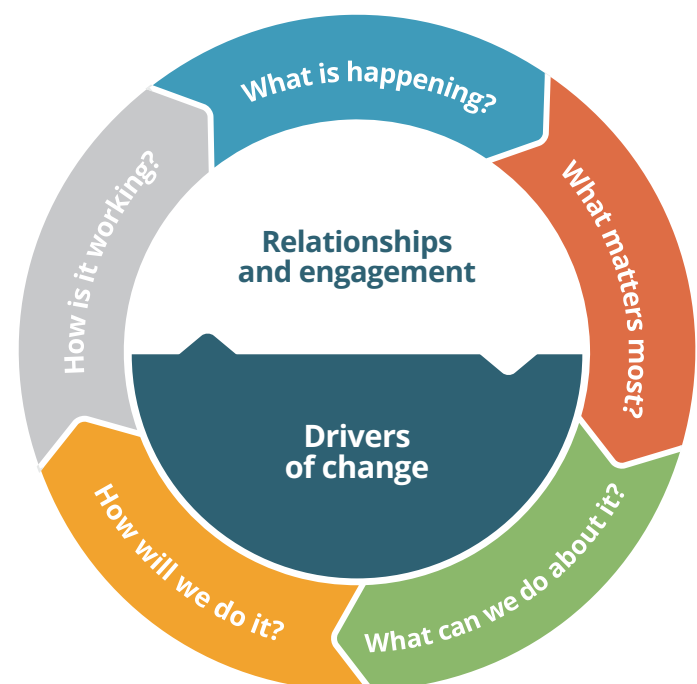 What is happening?
What matters most?
What can we do about it?
How will we do it?
How is it working?
Relationships
and engagement
Drivers
of change